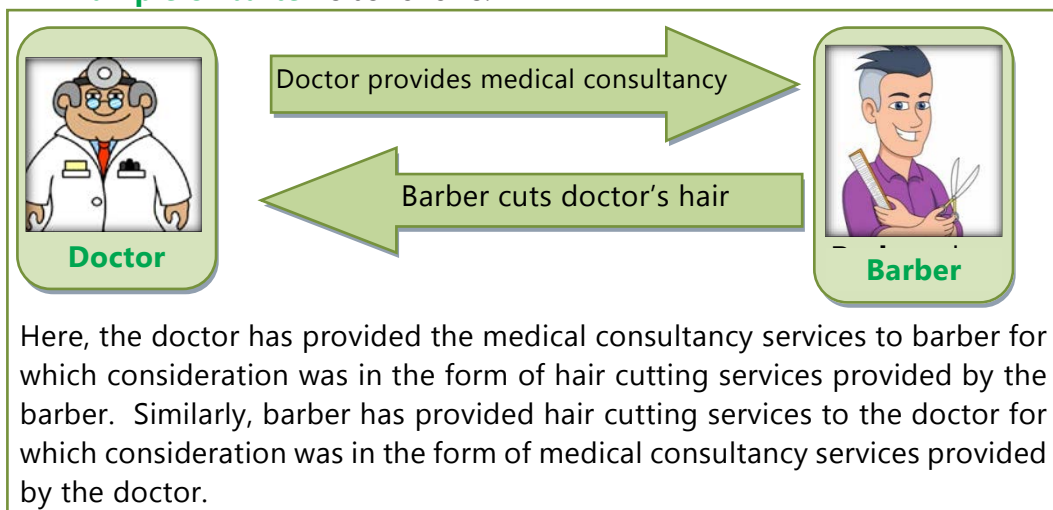 Doctor provides medical consultancy
Barber cuts doctor's hair
Doctor
Barber
Here, the doctor has provided the medical consultancy services to barber for
which consideration was in the form of hair cutting services provided by the
barber.  Similarly, barber has provided hair cutting services to the doctor for
which consideration was in the form of medical consultancy services provided
by the doctor.